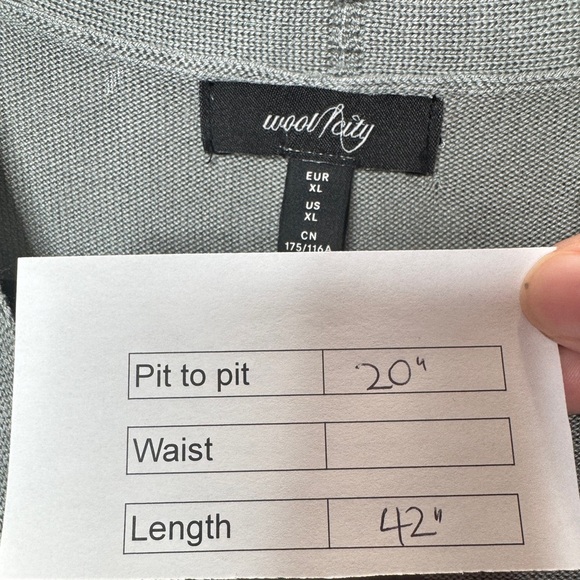 wool city
EUR
XL
US
XL
CN
175/116A
Pit to pit 20"
Waist
Length 42"